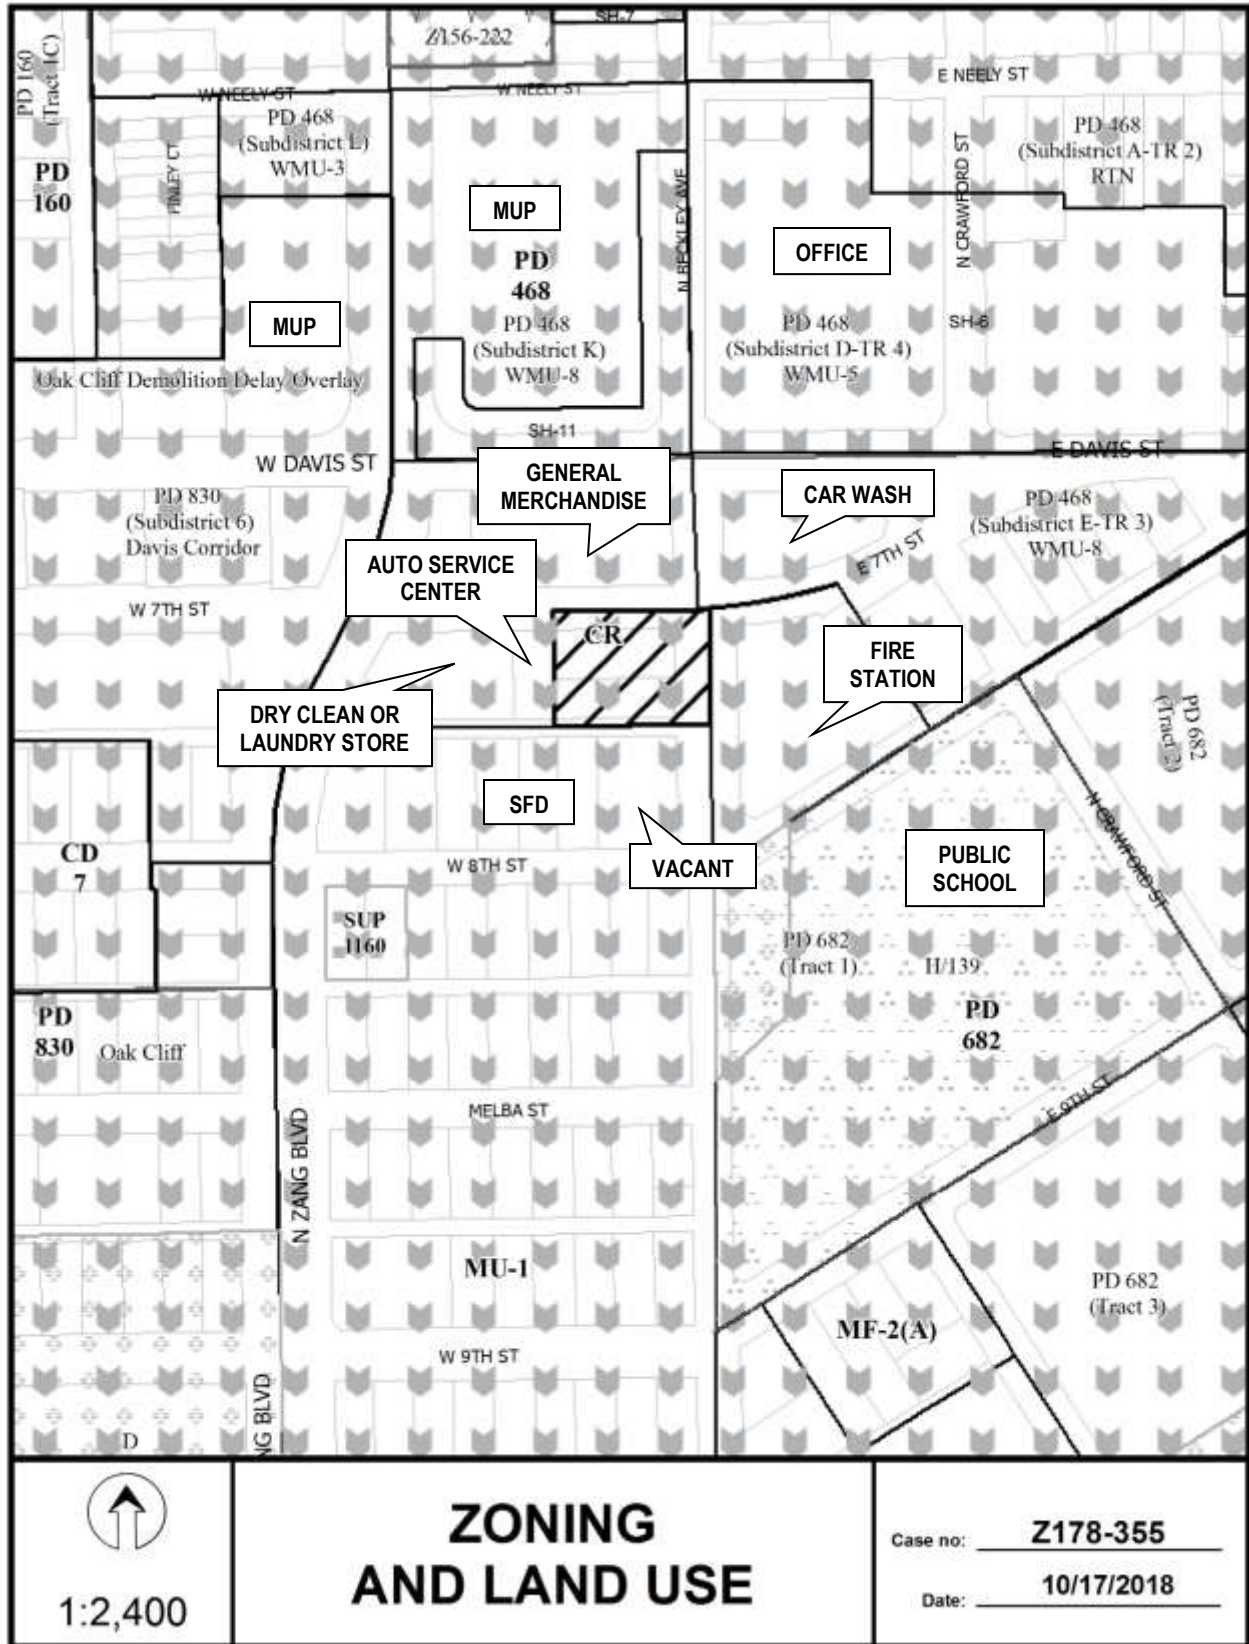 SH-7
Z/156-222
PD 160
(Tract 1C)
W NEELY ST
W NEELY ST
E NEELY ST
PD 468
(Subdistrict L)
WMU-3
PD 468
(Subdistrict A-TR 2)
RTN
PD
160
FINLEY CT
MUP
N BECKLEY AVE
N CRAWFORD ST
OFFICE
PD
468
MUP
PD 468
(Subdistrict K)
WMU-8
PD 468
(Subdistrict D-TR 4)
WMU-5
SH-6
Oak Cliff Demolition Delay Overlay
SH-11
W DAVIS ST
E DAVIS ST
GENERAL
MERCHANDISE
CAR WASH
PD 830
(Subdistrict 6)
Davis Corridor
PD 468
(Subdistrict E-TR 3)
WMU-8
AUTO SERVICE
CENTER
E 7TH ST
W 7TH ST
CR
FIRE
STATION
DRY CLEAN OR
LAUNDRY STORE
PD 682
(Tract 2)
SFD
N CRAWFORD ST
CD
7
W 8TH ST
VACANT
PUBLIC
SCHOOL
SUP
1160
PD 682
(Tract 1)
H/139
PD
682
PD
830
Oak Cliff
MELBA ST
E 9TH ST
N ZANG BLVD
MU-1
PD 682
(Tract 3)
MF-2(A)
W 9TH ST
NG BLVD
D
1:2,400
ZONING
AND LAND USE
Case no: Z178-355
Date: 10/17/2018